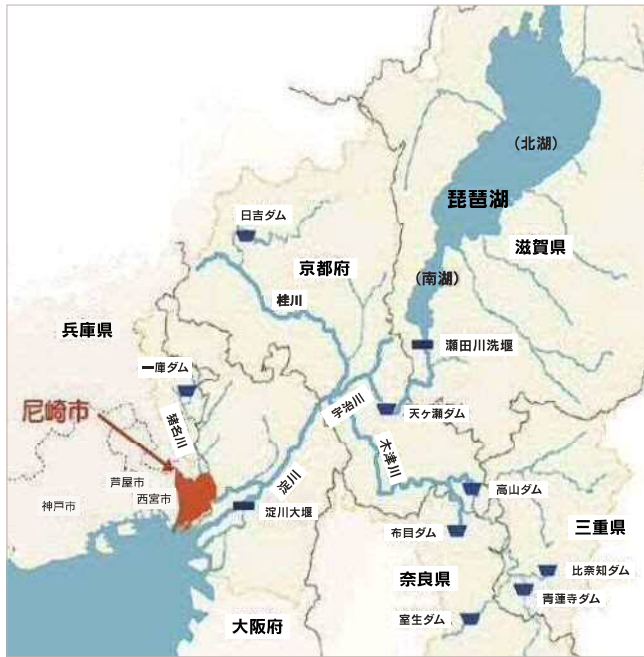 (北湖)
琵琶湖
日吉ダム
滋賀県
京都府
(南湖)
桂川
兵庫県
瀬田川洗堰
一庫ダム
尼崎市
宇治川
天ヶ瀬ダム
猪名川
木津川
淀川
芦屋市
高山ダム
西宮市
神戸市
淀川大堰
布目ダム
三重県
比奈知ダム
奈良県
青蓮寺ダム
室生ダム
大阪府